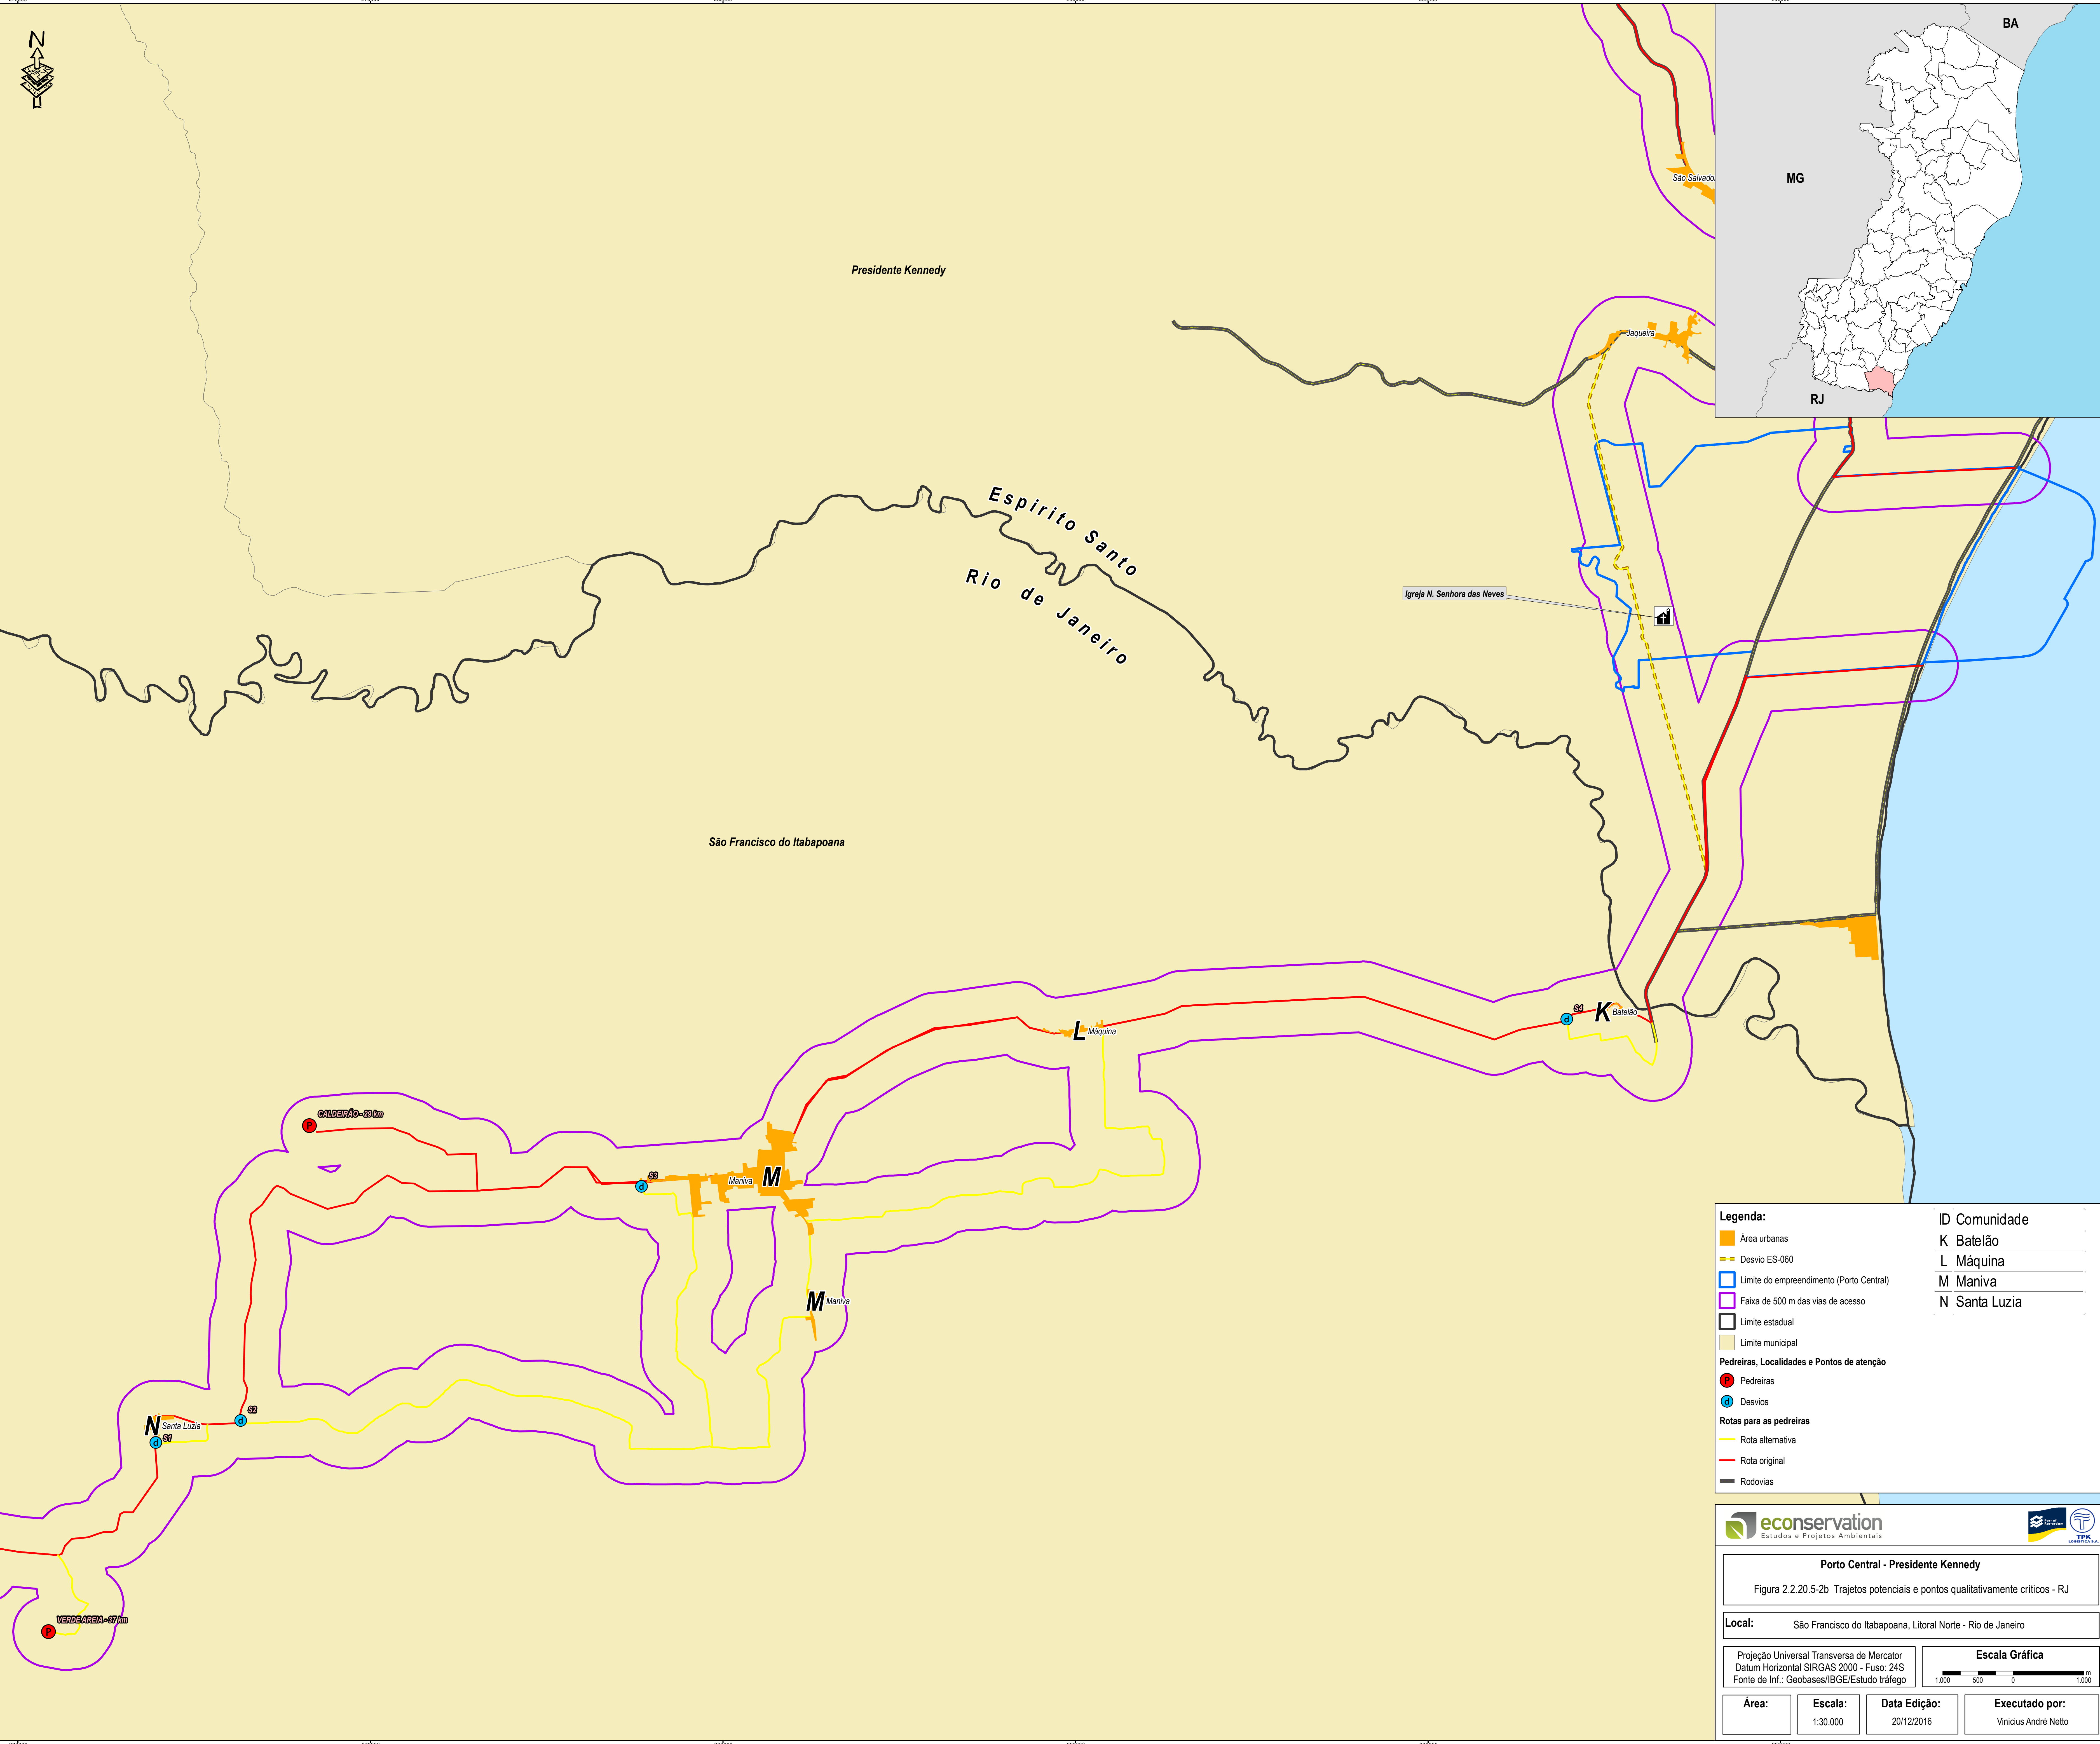 N
BA
MG
RJ
São Salvado
Presidente Kennedy
Jaqueira
Espirito Santo
Rio de Janeiro
Igreja N. Senhora das Neves
São Francisco do Itabapoana
S4
d
K Batelão
L Máquina
CALDEIRÃO - 29 km
P
S3
d
Maniva
M
M Maniva
S2
d
N Santa Luzia
S1
d
VERDE AREIA - 37 km
P
Legenda:
Área urbanas
Desvio ES-060
Limite do empreendimento (Porto Central)
Faixa de 500 m das vias de acesso
Limite estadual
Limite municipal
Pedreiras, Localidades e Pontos de atenção
P Pedreiras
d Desvios
Rotas para as pedreiras
Rota alternativa
Rota original
Rodovias
ID Comunidade
K Batelão
L Máquina
M Maniva
N Santa Luzia
econservation
Estudos e Projetos Ambientais
Port of Rotterdam
TPK
LOGÍSTICA S.A.
Porto Central - Presidente Kennedy
Figura 2.2.20.5-2b Trajetos potenciais e pontos qualitativamente críticos - RJ
Local: São Francisco do Itabapoana, Litoral Norte - Rio de Janeiro
Projeção Universal Transversa de Mercator
Datum Horizontal SIRGAS 2000 - Fuso: 24S
Fonte de Inf.: Geobases/IBGE/Estudo tráfego
Escala Gráfica
m
1.000 500 0 1.000
Área:
Escala:
1:30.000
Data Edição:
20/12/2016
Executado por:
Vinicius André Netto